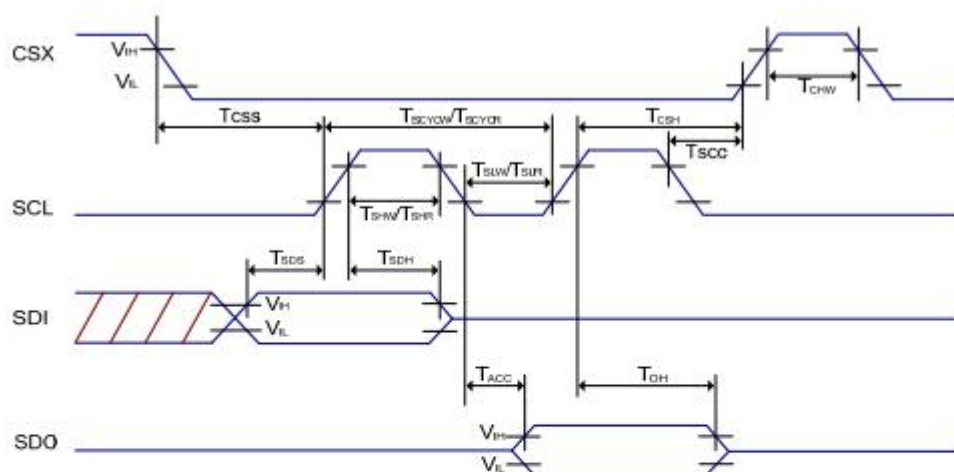 CSX
VIH
VIL
TCHW
TCSS
TSCYCW/TSCYCR
TCSH
TSCC
TSLW/TSLR
SCL
TSHW/TSHR
TSDS
TSDH
SDI
VIH
VIL
TACC
TOH
SDO
VIH
VIL